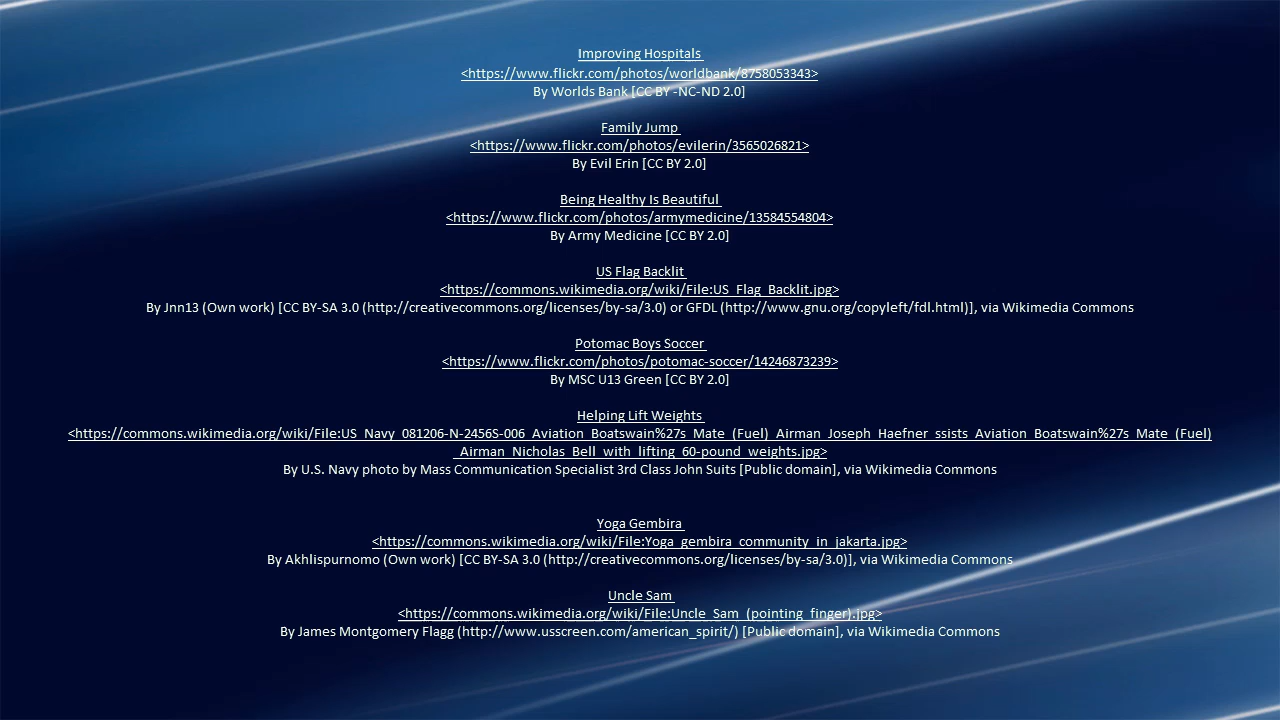 Improving Hospitals
<https://www.flickr.com/photos/worldbank/8758053343>
By Worlds Bank [CC BY -NC-ND 2.0]
Family Jump
<https://www.flickr.com/photos/evilerin/3565026821>
By Evil Erin [CC BY 2.0]
Being Healthy Is Beautiful
<https://www.flickr.com/photos/armymedicine/13584554804>
By Army Medicine [CC BY 2.0]
US Flag Backlit
<https://commons.wikimedia.org/wiki/File:US_Flag_Backlit.jpg>
By Jnn13 (Own work) [CC BY-SA 3.0 (http://creativecommons.org/licenses/by-sa/3.0) or GFDL (http://www.gnu.org/copyleft/fdl.html)], via Wikimedia Commons
Potomac Boys Soccer
<https://www.flickr.com/photos/potomac-soccer/14246873239>
By MSC U13 Green [CC BY 2.0]
Helping Lift Weights
<https://commons.wikimedia.org/wiki/File:US_Navy_081206-N-2456S-006_Aviation_Boatswain%27s_Mate_(Fuel)_Airman_Joseph_Haefner_ssists_Aviation_Boatswain%27s_Mate_(Fuel)
_Airman_Nicholas_Bell_with_lifting_60-pound_weights.jpg>
By U.S. Navy photo by Mass Communication Specialist 3rd Class John Suits [Public domain], via Wikimedia Commons
Yoga Gembira
<https://commons.wikimedia.org/wiki/File:Yoga_gembira_community_in_jakarta.jpg>
By Akhlispurnomo (Own work) [CC BY-SA 3.0 (http://creativecommons.org/licenses/by-sa/3.0)], via Wikimedia Commons
Uncle Sam
<https://commons.wikimedia.org/wiki/File:Uncle_Sam_(pointing_finger).jpg>
By James Montgomery Flagg (http://www.usscreen.com/american_spirit/) [Public domain], via Wikimedia Commons